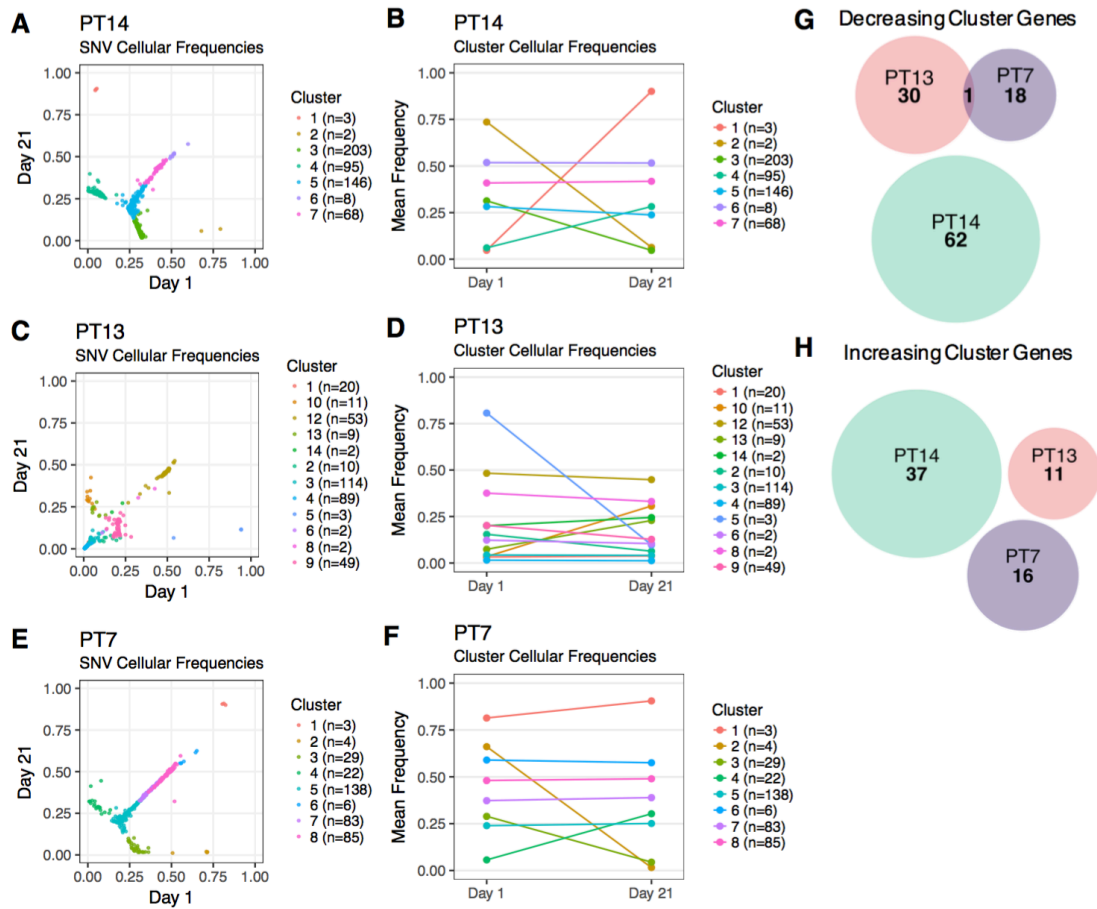 A
PT14
SNV Cellular Frequencies
1.00
0.75
0.50
0.25
0.00
Day 21
0.00 0.25 0.50 0.75 1.00
Day 1
Cluster
1 (n=3)
2 (n=2)
3 (n=203)
4 (n=95)
5 (n=146)
6 (n=8)
7 (n=68)
B
PT14
Cluster Cellular Frequencies
1.00
0.75
0.50
0.25
0.00
Mean Frequency
Day 1 Day 21
Cluster
1 (n=3)
2 (n=2)
3 (n=203)
4 (n=95)
5 (n=146)
6 (n=8)
7 (n=68)
G
Decreasing Cluster Genes
PT13
30
1
PT7
18
PT14
62
C
PT13
SNV Cellular Frequencies
1.00
0.75
0.50
0.25
0.00
Day 21
0.00 0.25 0.50 0.75 1.00
Day 1
Cluster
1 (n=20)
10 (n=11)
12 (n=53)
13 (n=9)
14 (n=2)
2 (n=10)
3 (n=114)
4 (n=89)
5 (n=3)
6 (n=2)
8 (n=2)
9 (n=49)
D
PT13
Cluster Cellular Frequencies
1.00
0.75
0.50
0.25
0.00
Mean Frequency
Day 1 Day 21
Cluster
1 (n=20)
10 (n=11)
12 (n=53)
13 (n=9)
14 (n=2)
2 (n=10)
3 (n=114)
4 (n=89)
5 (n=3)
6 (n=2)
8 (n=2)
9 (n=49)
H
Increasing Cluster Genes
PT14
37
PT13
11
PT7
16
E
PT7
SNV Cellular Frequencies
1.00
0.75
0.50
0.25
0.00
Day 21
0.00 0.25 0.50 0.75 1.00
Day 1
Cluster
1 (n=3)
2 (n=4)
3 (n=29)
4 (n=22)
5 (n=138)
6 (n=6)
7 (n=83)
8 (n=85)
F
PT7
Cluster Cellular Frequencies
1.00
0.75
0.50
0.25
0.00
Mean Frequency
Day 1 Day 21
Cluster
1 (n=3)
2 (n=4)
3 (n=29)
4 (n=22)
5 (n=138)
6 (n=6)
7 (n=83)
8 (n=85)